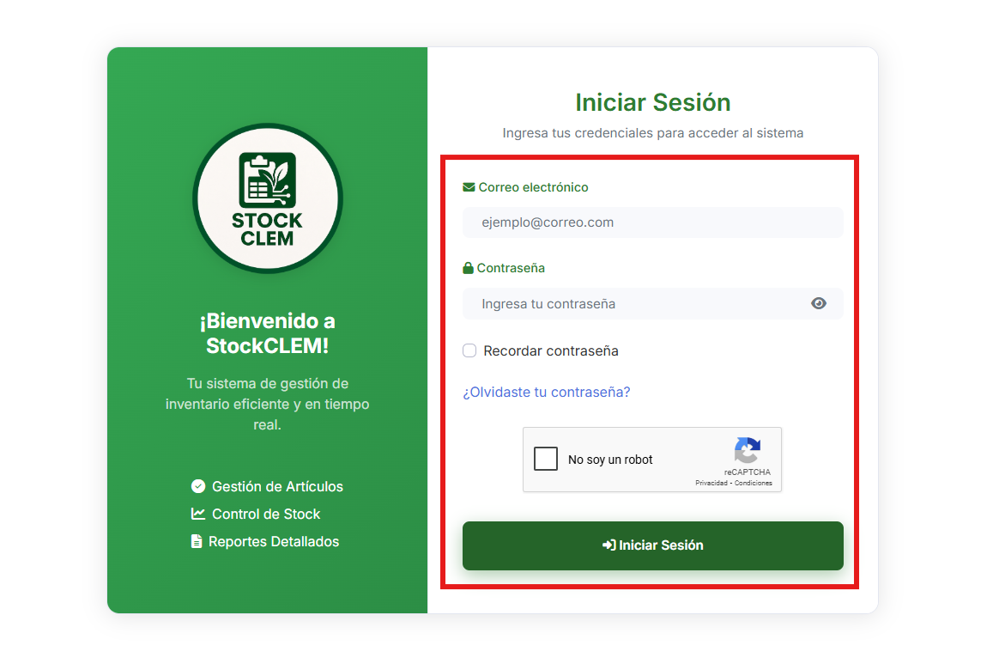 STOCK
CLEM
¡Bienvenido a
StockCLEM!
Tu sistema de gestión de
inventario eficiente y en tiempo
real.
Gestión de Artículos
Control de Stock
Reportes Detallados
Iniciar Sesión
Ingresa tus credenciales para acceder al sistema
Correo electrónico
ejemplo@correo.com
Contraseña
Ingresa tu contraseña
Recordar contraseña
¿Olvidaste tu contraseña?
No soy un robot
reCAPTCHA
Privacidad - Condiciones
Iniciar Sesión